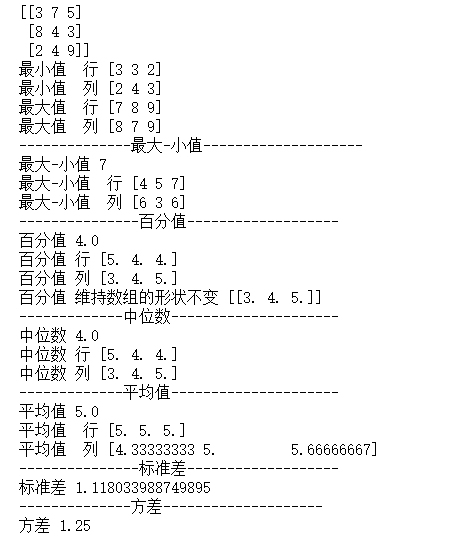 [[3 7 5]
 [8 4 3]
 [2 4 9]]
最小值  行 [3 3 2]
最小值  列 [2 4 3]
最大值  行 [7 8 9]
最大值  列 [8 7 9]
--------------最大-小值--------------------
最大-小值 7
最大-小值  行 [4 5 7]
最大-小值  列 [6 3 6]
---------------百分值-------------------
百分值 4.0
百分值 行 [5. 4. 4.]
百分值 列 [3. 4. 5.]
百分值 维持数组的形状不变 [[3. 4. 5.]]
-------------中位数---------------------
中位数 4.0
中位数 行 [5. 4. 4.]
中位数 列 [3. 4. 5.]
-------------平均值---------------------
平均值 5.0
平均值  行 [5. 5. 5.]
平均值  列 [4.33333333 5.         5.66666667]
---------------标准差-------------------
标准差 1.118033988749895
--------------方差--------------------
方差 1.25